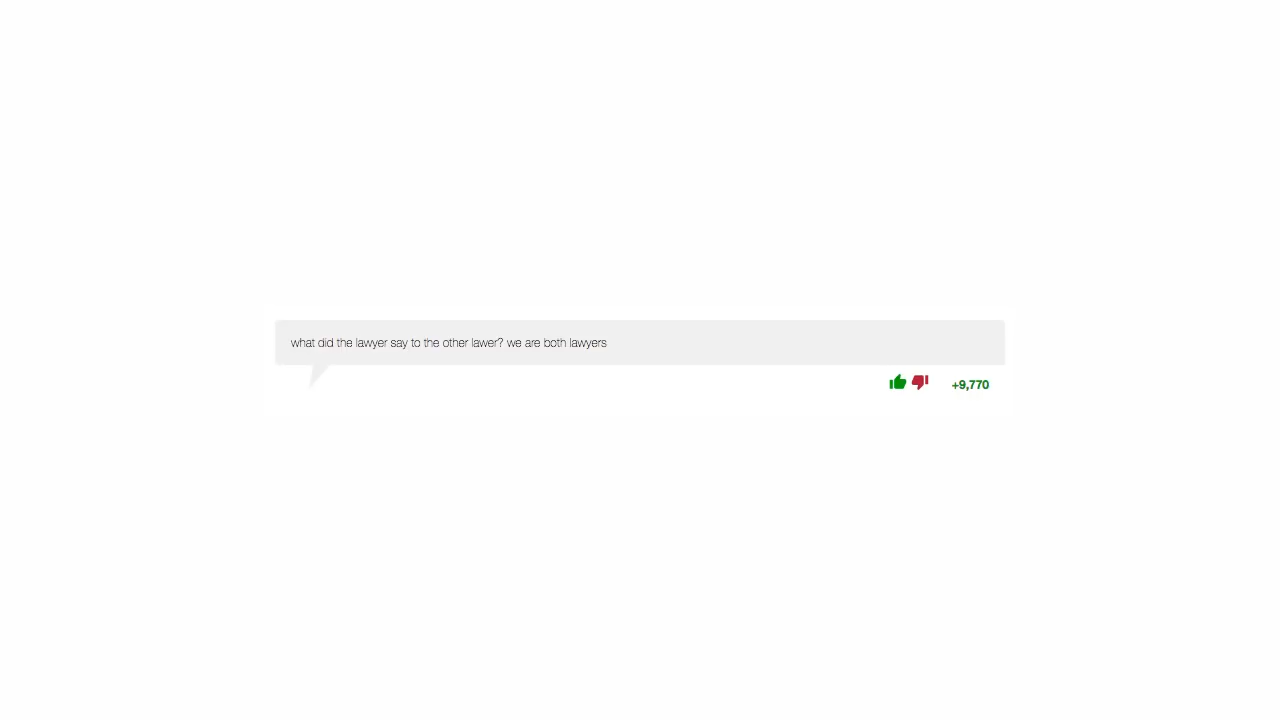 what did the lawyer say to the other lawer? we are both lawyers
+9,770